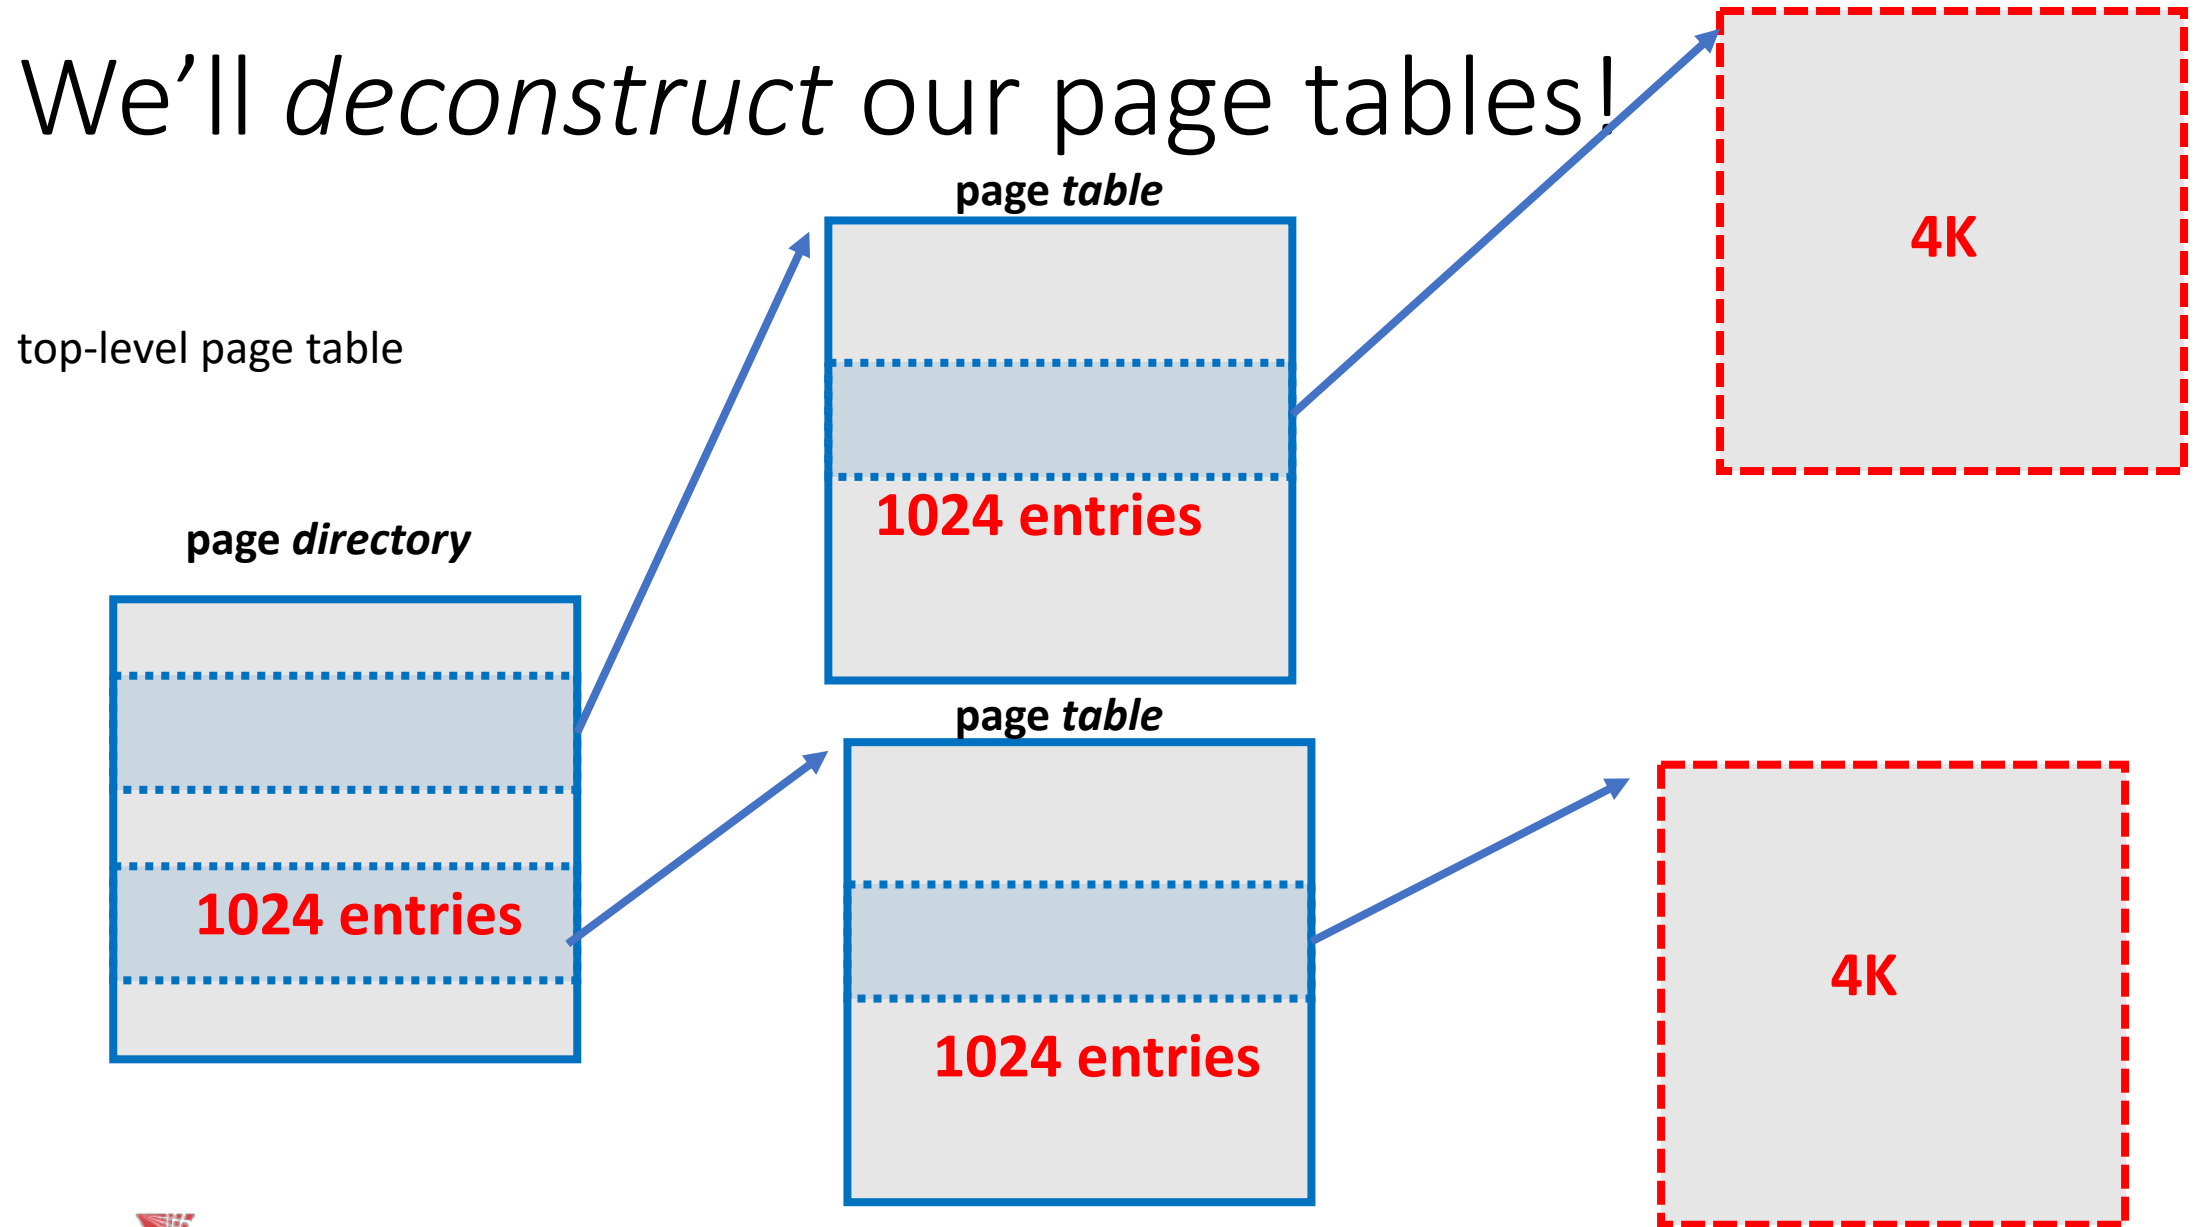 We’ll deconstruct our page tables!
page table
4K
top-level page table
1024 entries
page directory
page table
1024 entries
4K
1024 entries